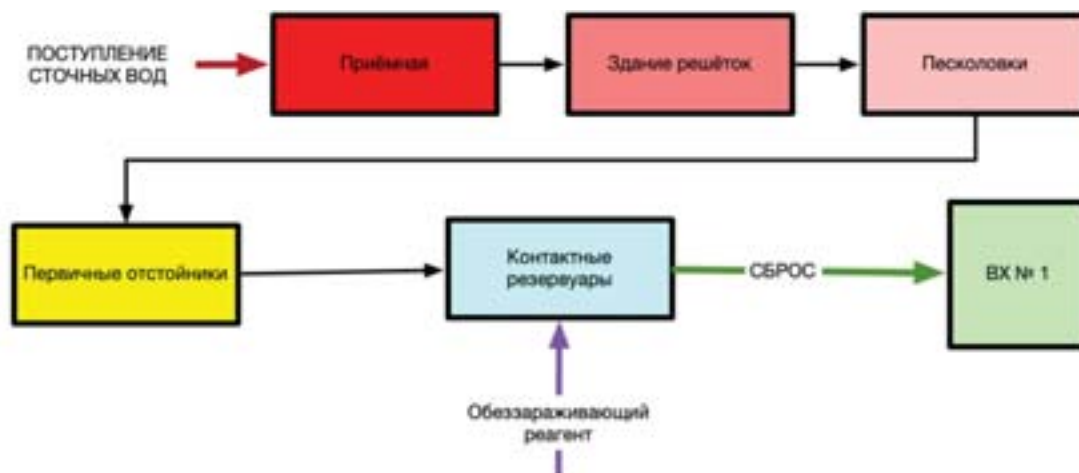 ПОСТУПЛЕНИЕ
СТОЧНЫХ ВОД
Приёмная
Здание решёток
Песколовки
Первичные отстойники
Контактные
резервуары
СБРОС
ВХ № 1
Обеззараживающий
реагент